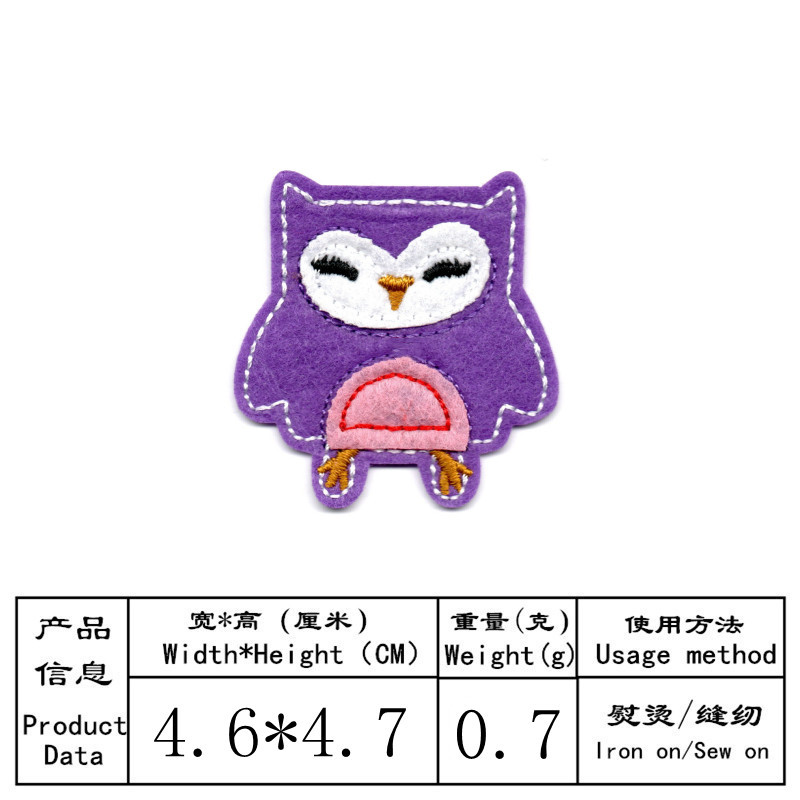 产品
信息
Product
Data
宽*高 (厘米)
Width*Height (CM)
4.6*4.7
重量(克)
Weight(g)
0.7
使用方法
Usage method
熨烫/缝纫
Iron on/Sew on